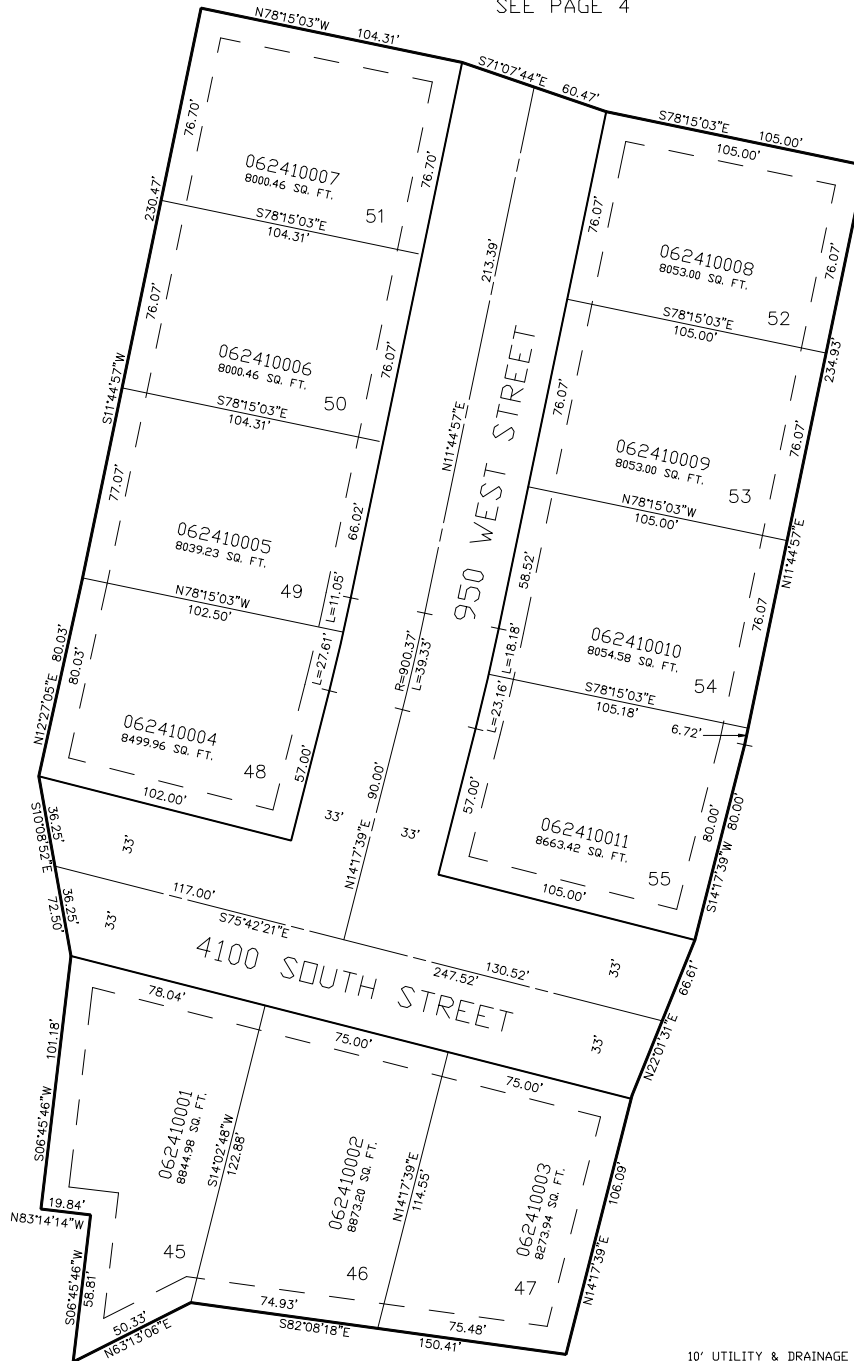 SEE PAGE 4
N78°15'03"W 104.31'
S71°07'44"E 60.47'
S78°15'03"E 105.00'
105.00'
76.70'
230.47'
062410007
8000.46 SQ. FT.
51
76.70'
S78°15'03"E
104.31'
213.39'
76.07'
062410008
8053.00 SQ. FT.
52
76.07'
S78°15'03"E
105.00'
234.93'
76.07'
S11°44'57"W
062410006
8000.46 SQ. FT.
50
76.07'
S78°15'03"E
104.31'
N11°44'57"E
950 WEST STREET
76.07'
062410009
8053.00 SQ. FT.
53
76.07'
N78°15'03"W
105.00'
N11°44'57"E
77.07'
062410005
8039.23 SQ. FT.
49
66.02'
L=11.05'
N78°15'03"W
102.50'
58.52'
L=18.18'
062410010
8054.58 SQ. FT.
54
76.07
S78°15'03"E
105.18'
6.72'
N12°27'05"E 80.03'
80.03'
062410004
8499.96 SQ. FT.
48
L=27.61'
57.00'
102.00'
R=900.37'
L=39.33'
L=23.16'
57.00'
062410011
8663.42 SQ. FT.
55
105.00'
80.00'
S14°17'39"W 80.00'
33'
33'
N14°17'39"E 90.00'
S10°08'52"E 72.50'
36.25'
36.25'
33'
33'
117.00'
S75°42'21"E
247.52'
130.52'
4100 SOUTH STREET
33'
33'
N22°01'31"E 66.61'
78.04'
75.00'
75.00'
S06°45'46"W 101.18'
062410001
8844.98 SQ. FT.
45
S14°02'48"W
122.88'
062410002
8873.20 SQ. FT.
46
N14°17'39"E
114.55'
062410003
8273.94 SQ. FT.
47
N14°17'39"E 106.09'
19.84'
N83°14'14"W
S06°45'46"W
58.81'
50.33'
N63°13'06"E
74.93'
S82°08'18"E
75.48'
150.41'
10' UTILITY & DRAINAGE